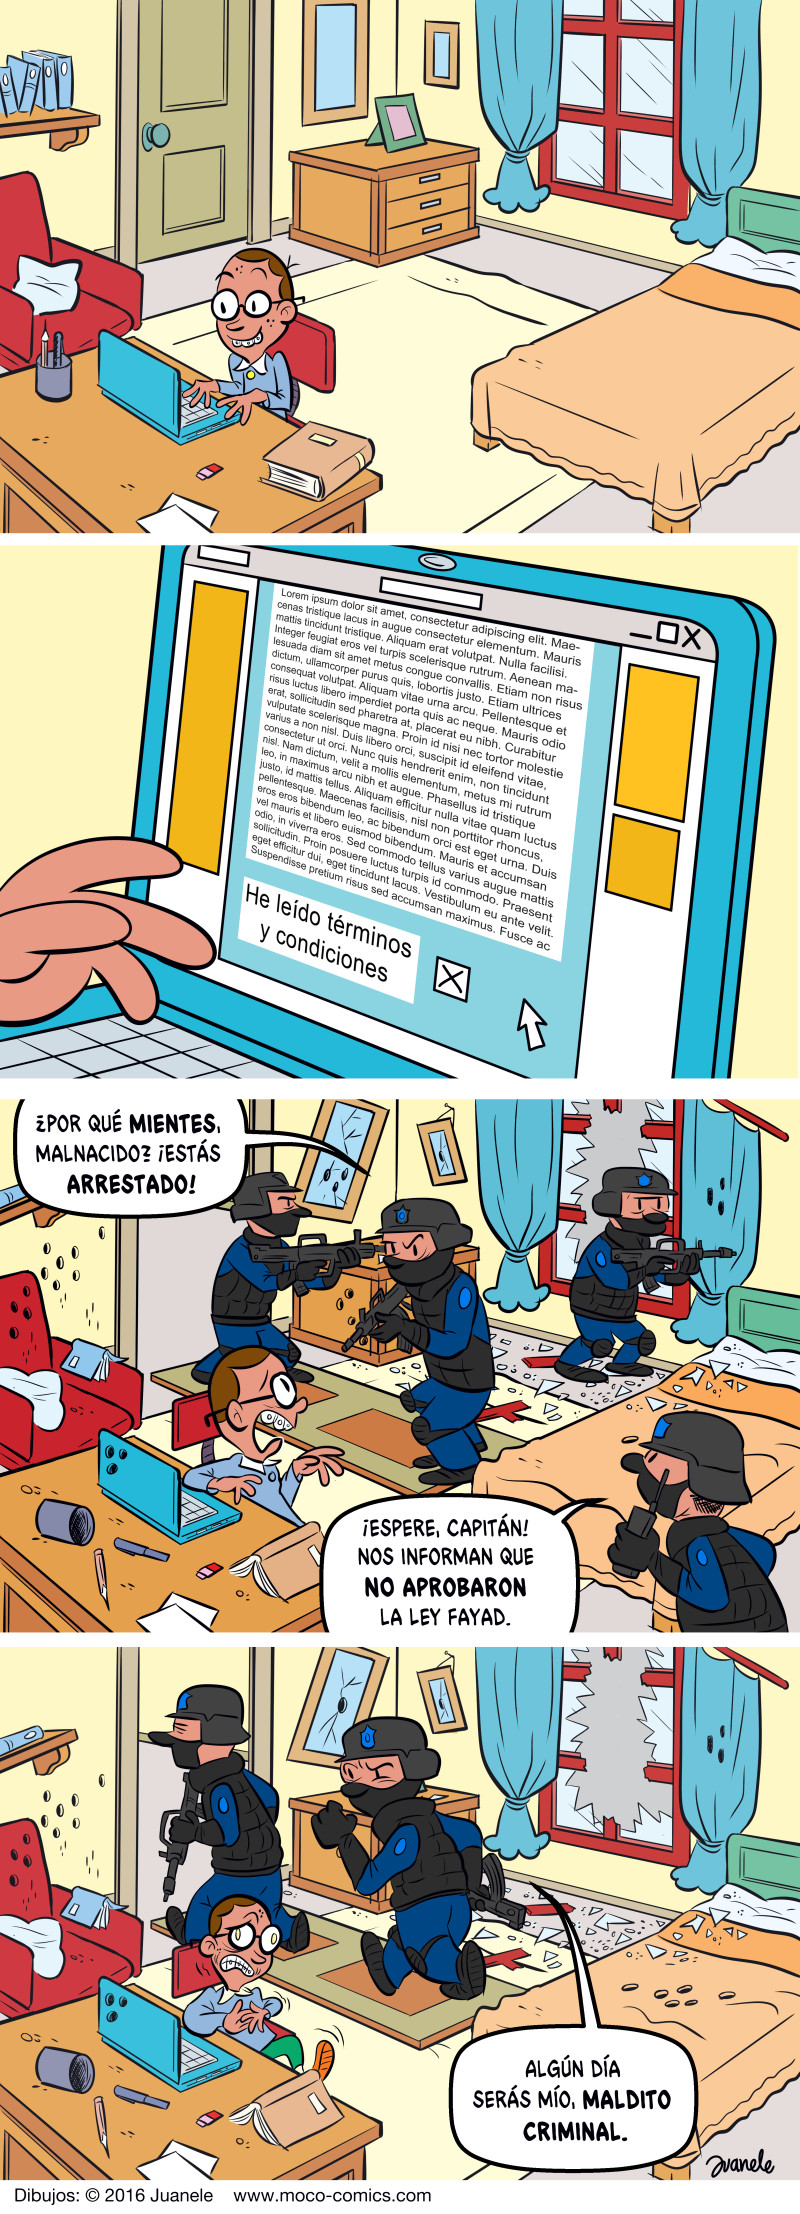 Lorem ipsum dolor sit amet, consectetur adipiscing elit. Mae-
cenas tristique lacus in augue consectetur elementum. Mauris
mattis tincidunt tristique. Aliquam erat volutpat. Nulla facilisi.
Integer feugiat eros vel turpis scelerisque rutrum. Aenean ma-
lesuada diam sit amet metus congue convallis. Etiam non risus
dictum, ullamcorper purus quis, lobortis justo. Etiam ultrices
consequat volutpat. Aliquam vitae urna arcu. Pellentesque et
risus luctus libero imperdiet porta quis ac neque. Mauris odio
erat, sollicitudin sed pharetra at, placerat eu nibh. Curabitur
vulputate scelerisque magna. Proin id nisi nec tortor molestie
varius a non nisl. Duis libero orci, suscipit id eleifend vitae,
consectetur ut orci. Nunc quis hendrerit enim, non tincidunt
nisl. Nam dictum, velit a mollis elementum, metus mi rutrum
leo, in maximus arcu nibh et augue. Phasellus id tristique
justo, id mattis tellus. Aliquam efficitur nulla vitae quam luctus
pellentesque. Maecenas facilisis, nisl non porttitor rhoncus,
eros eros bibendum leo, ac bibendum orci est eget urna. Duis
vel mauris et libero euismod bibendum. Mauris et accumsan
odio, in viverra eros. Sed commodo tellus varius augue mattis
sollicitudin. Proin posuere luctus turpis id commodo. Praesent
eget efficitur dui, eget tincidunt lacus. Vestibulum eu ante velit.
Suspendisse pretium risus sed accumsan maximus. Fusce ac
He leído términos
y condiciones
¿POR QUÉ MIENTES,
MALNACIDO? ¡ESTÁS
ARRESTADO!
¡ESPERE, CAPITÁN!
NOS INFORMAN QUE
NO APROBARON
LA LEY FAYAD.
ALGÚN DÍA
SERÁS MÍO, MALDITO
CRIMINAL.
Juanele
Dibujos: © 2016 Juanele www.moco-comics.com